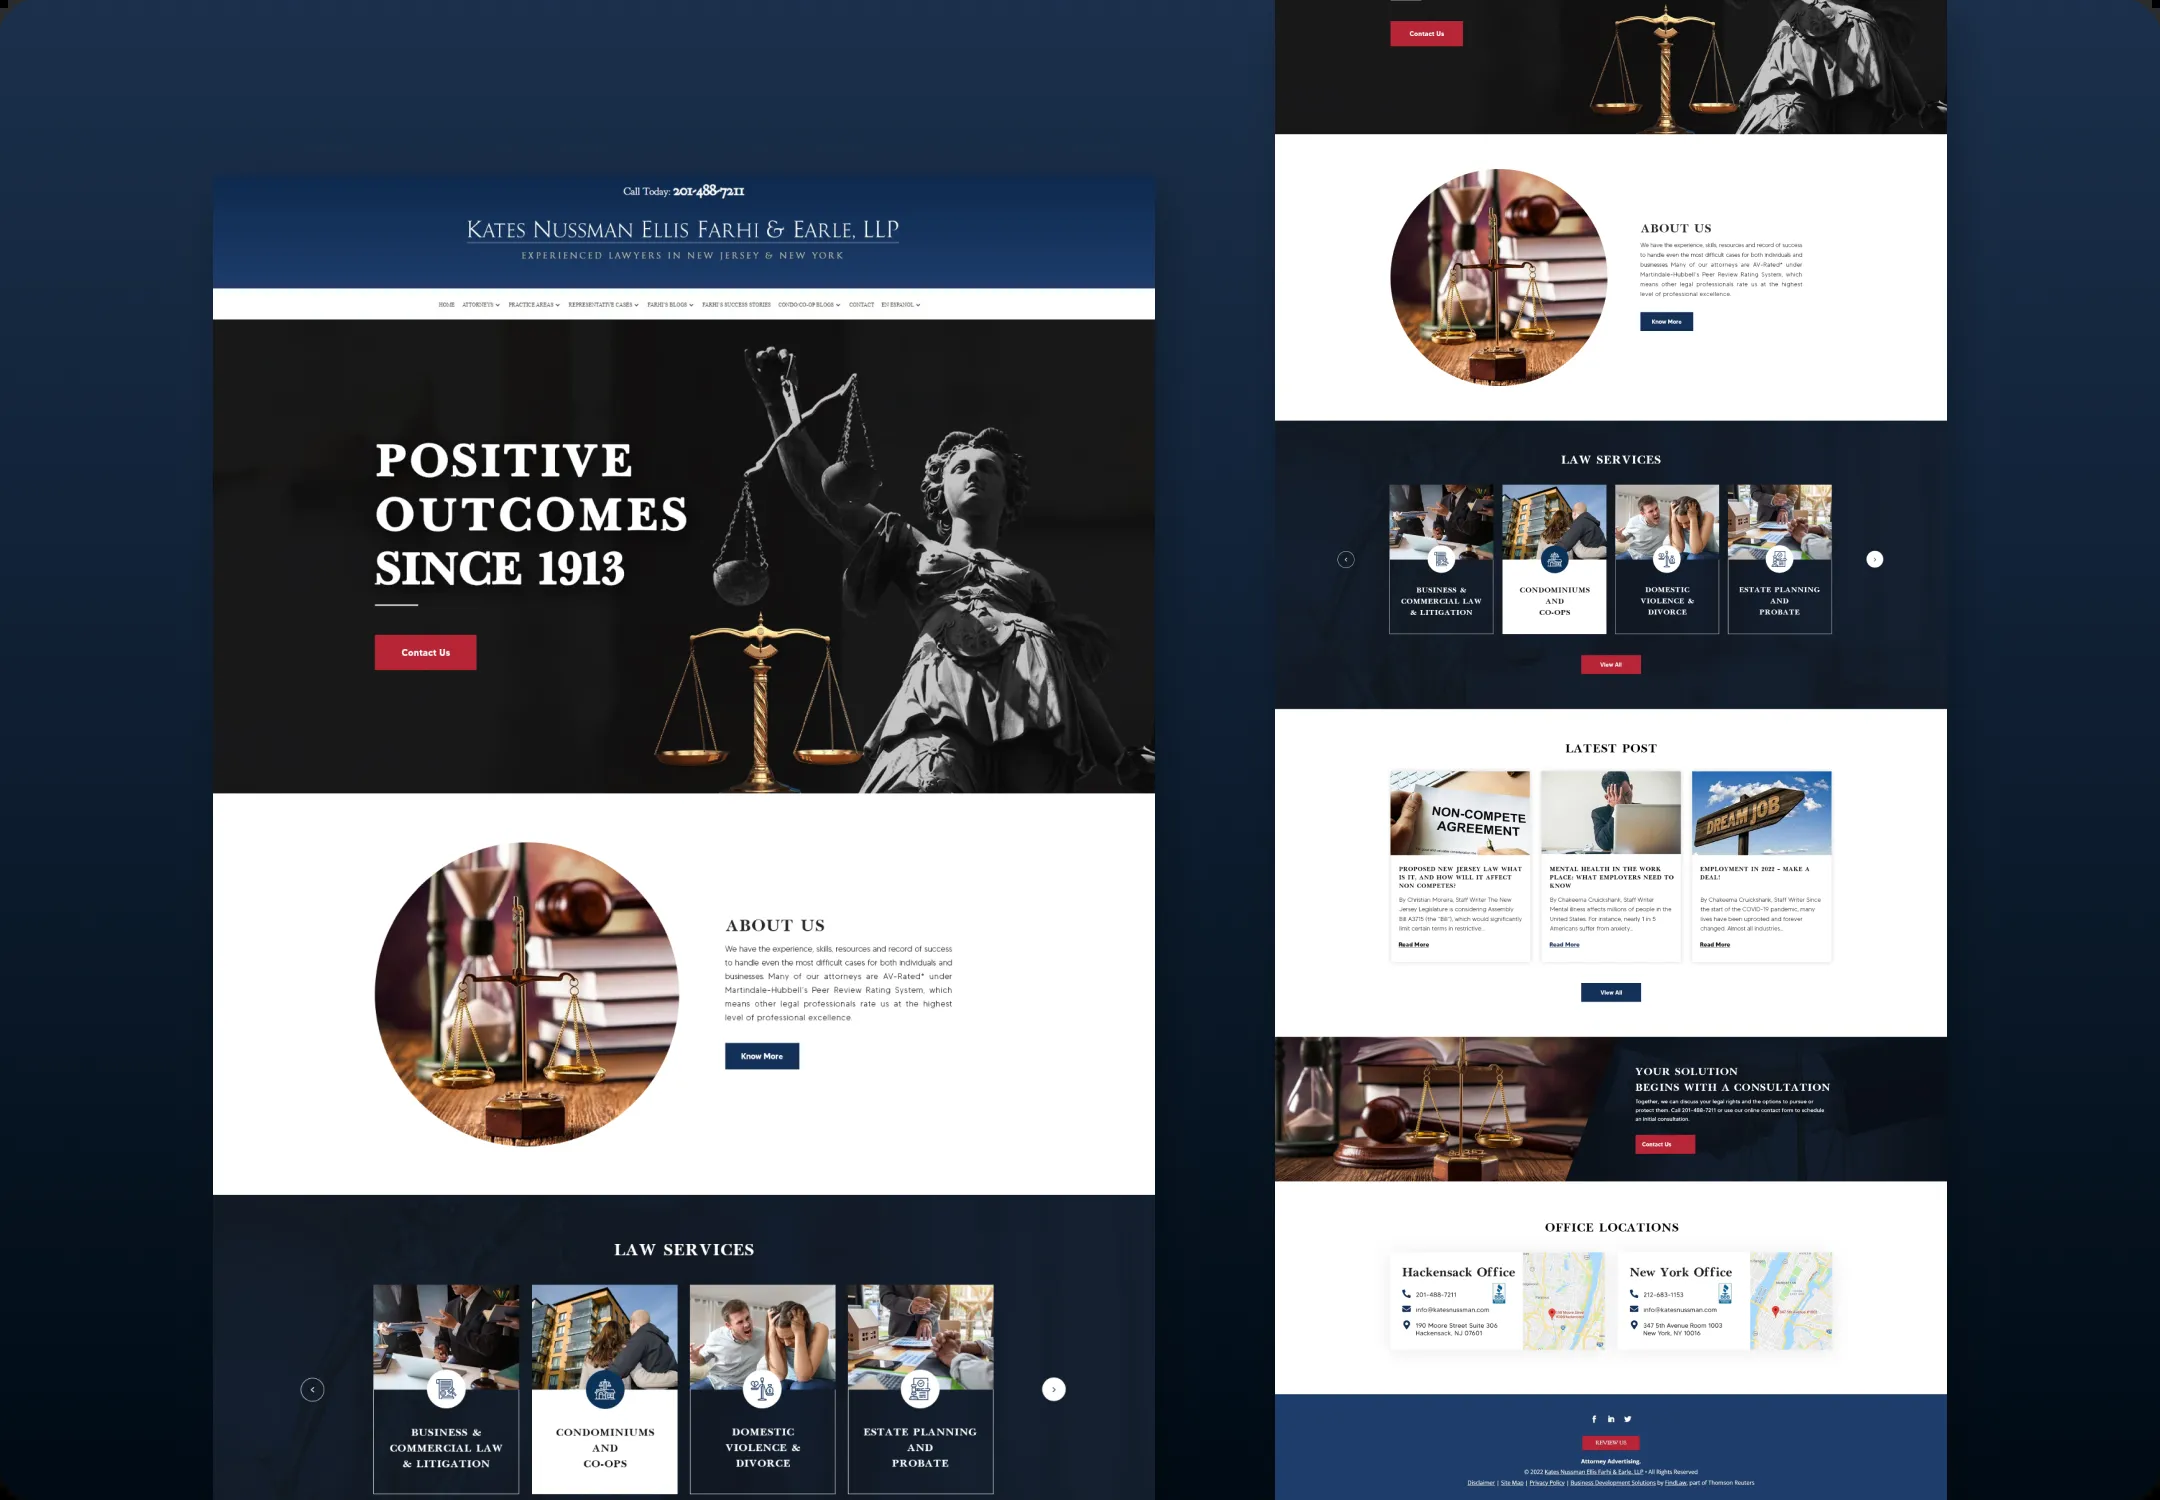 Call Today: 201-488-7211
KATES NUSSMAN ELLIS FARHI & EARLE, LLP
EXPERIENCED LAWYERS IN NEW JERSEY & NEW YORK
HOME ATTORNEYS PRACTICE AREAS REPRESENTATIVE CASES FARHI'S BLOGS FARHI'S SUCCESS STORIES CONDO/CO-OP BLOGS CONTACT EN ESPANOL
POSITIVE
OUTCOMES
SINCE 1913
Contact Us
ABOUT US
We have the experience, skills, resources and record of success
to handle even the most difficult cases for both individuals and
businesses. Many of our attorneys are AV-Rated* under
Martindale-Hubbell's Peer Review Rating System, which
means other legal professionals rate us at the highest
level of professional excellence.
Know More
LAW SERVICES
BUSINESS &
COMMERCIAL LAW
& LITIGATION
CONDOMINIUMS
AND
CO-OPS
DOMESTIC
VIOLENCE &
DIVORCE
ESTATE PLANNING
AND
PROBATE
Contact Us
ABOUT US
We have the experience, skills, resources and record of success
to handle even the most difficult cases for both individuals and
businesses. Many of our attorneys are AV-Rated* under
Martindale-Hubbell's Peer Review Rating System, which
means other legal professionals rate us at the highest
level of professional excellence.
Know More
LAW SERVICES
BUSINESS &
COMMERCIAL LAW
& LITIGATION
CONDOMINIUMS
AND
CO-OPS
DOMESTIC
VIOLENCE &
DIVORCE
ESTATE PLANNING
AND
PROBATE
View All
LATEST POST
NON-COMPETE
AGREEMENT
PROPOSED NEW JERSEY LAW WHAT
IS IT, AND HOW WILL IT AFFECT
NON COMPETES?
By Christian Moreira, Staff Writer The New
Jersey Legislature is considering Assembly
Bill A3715 (the "Bill"), which would significantly
limit certain terms in restrictive...
Read More
MENTAL HEALTH IN THE WORK
PLACE: WHAT EMPLOYERS NEED TO
KNOW
By Chakeema Cruickshank, Staff Writer
Mental illness affects millions of people in the
United States. For instance, nearly 1 in 5
Americans suffer from anxiety...
Read More
DREAM JOB
EMPLOYMENT IN 2022 – MAKE A
DEAL!
By Chakeema Cruickshank, Staff Writer Since
the start of the COVID-19 pandemic, many
lives have been uprooted and forever
changed. Almost all industries...
Read More
View All
YOUR SOLUTION
BEGINS WITH A CONSULTATION
Together, we can discuss your legal rights and the options to pursue or
protect them. Call 201-488-7211 or use our online contact form to schedule
an initial consultation.
Contact Us
OFFICE LOCATIONS
Hackensack Office
201-488-7211
info@katesnussman.com
190 Moore Street Suite 306
Hackensack, NJ 07601
New York Office
212-683-1153
info@katesnussman.com
347 5th Avenue Room 1003
New York, NY 10016
REVIEW US
Attorney Advertising.
© 2022 Kates Nussman Ellis Farhi & Earle, LLP • All Rights Reserved
Disclaimer | Site Map | Privacy Policy | Business Development Solutions by FindLaw, part of Thomson Reuters